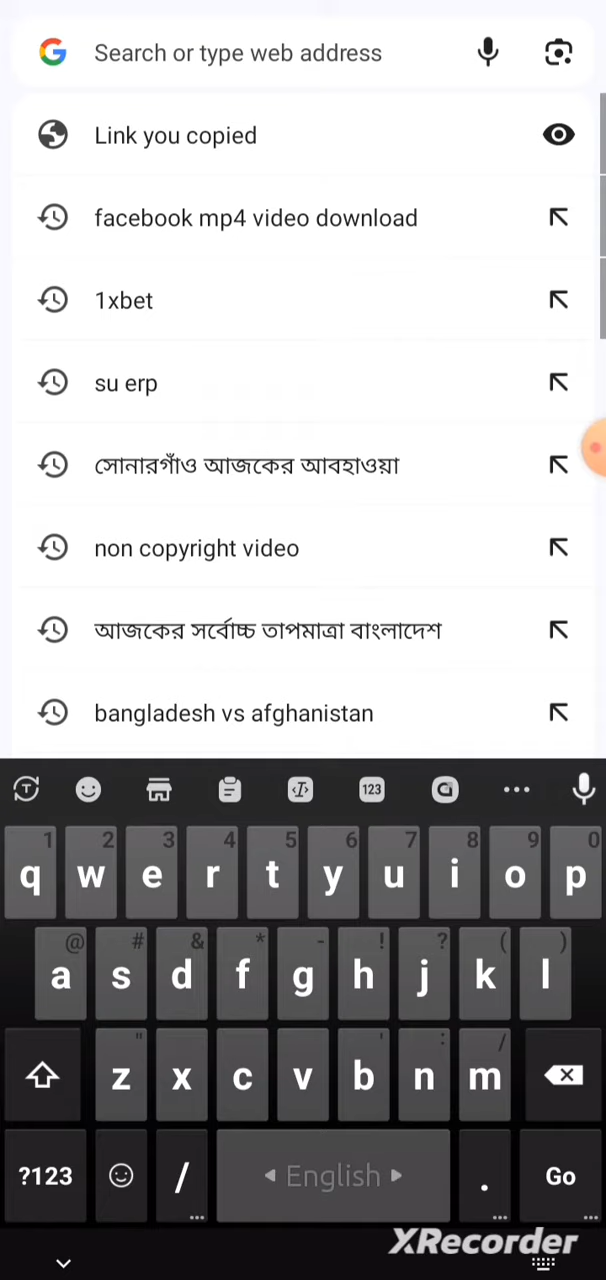 Search or type web address
Link you copied
facebook mp4 video download
1xbet
su erp
সোনারগাঁও আজকের আবহাওয়া
non copyright video
আজকের সর্বোচ্চ তাপমাত্রা বাংলাদেশ
bangladesh vs afghanistan
123
1 2 3 4 5 6 7 8 9 0
q w e r t y u i o p
@ # & * - ! ? ( )
a s d f g h j k l
" ' : /
z x c v b n m
?123 / English . Go
XRecorder